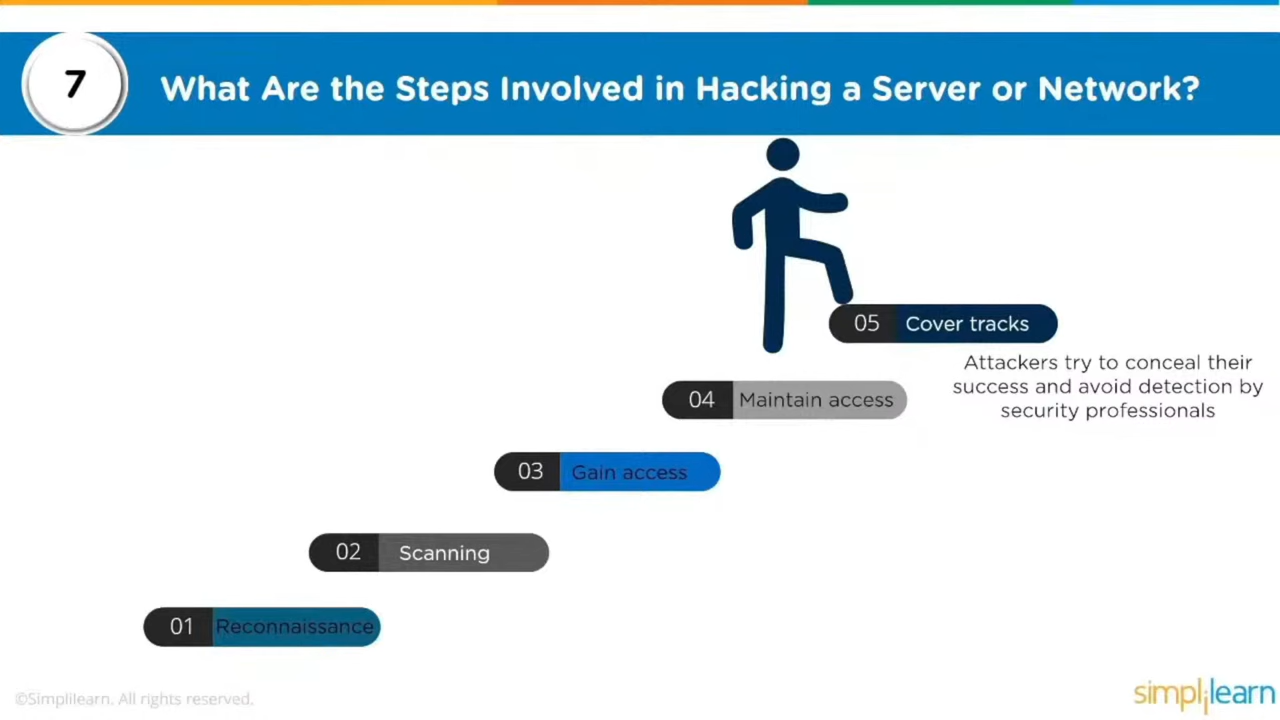 7
What Are the Steps Involved in Hacking a Server or Network?
05 Cover tracks
Attackers try to conceal their
success and avoid detection by
security professionals
04 Maintain access
03 Gain access
02 Scanning
01 Reconnaissance
©Simplilearn. All rights reserved.
simplilearn